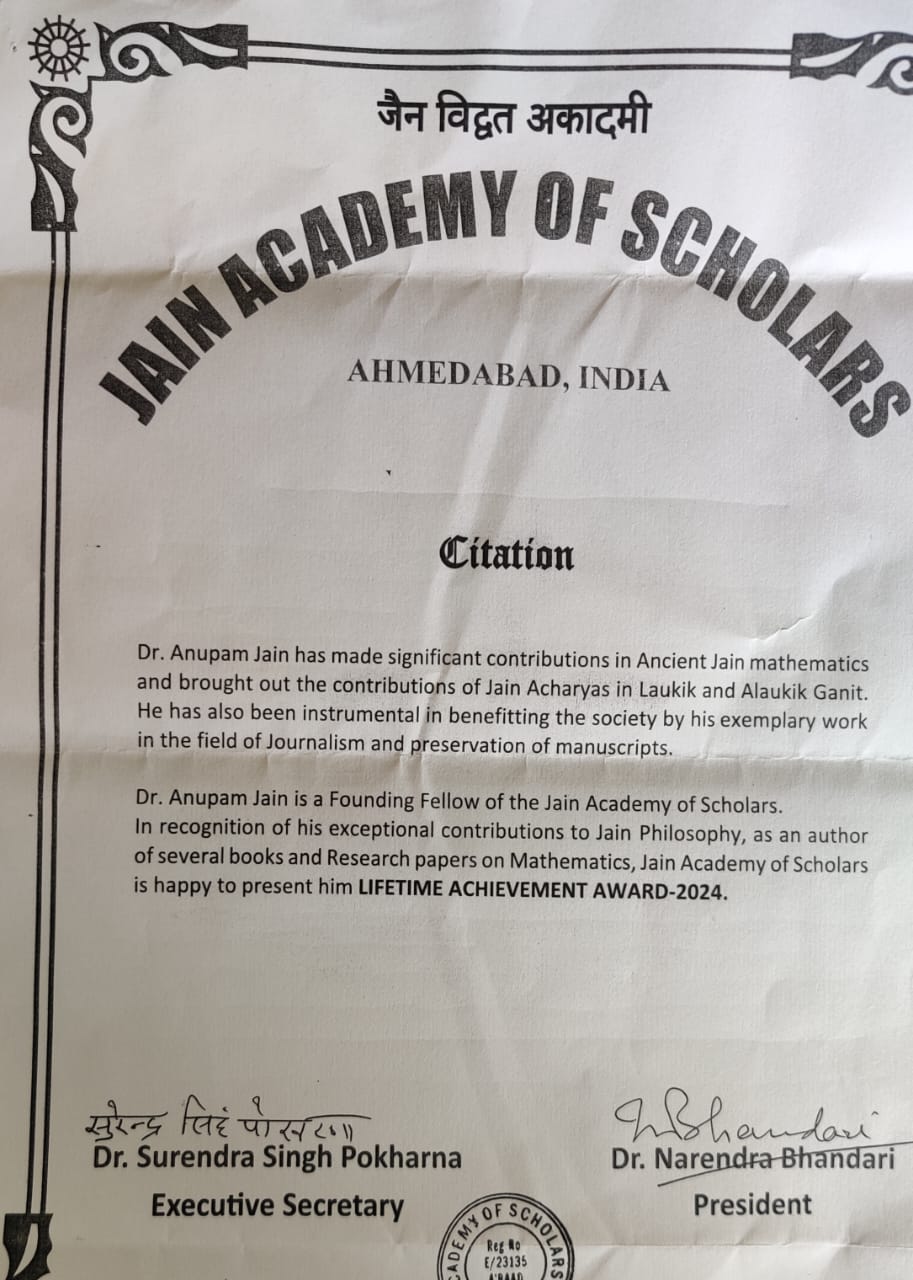 जैन विद्वत अकादमी
JAIN ACADEMY OF SCHOLARS
AHMEDABAD, INDIA
Citation
Dr. Anupam Jain has made significant contributions in Ancient Jain mathematics
and brought out the contributions of Jain Acharyas in Laukik and Alaukik Ganit.
He has also been instrumental in benefitting the society by his exemplary work
in the field of Journalism and preservation of manuscripts.
Dr. Anupam Jain is a Founding Fellow of the Jain Academy of Scholars.
In recognition of his exceptional contributions to Jain Philosophy, as an author
of several books and Research papers on Mathematics, Jain Academy of Scholars
is happy to present him LIFETIME ACHIEVEMENT AWARD-2024.
सुरेन्द्र सिंह पोखरणा
NBhandari
Dr. Surendra Singh Pokharna
Dr. Narendra Bhandari
Executive Secretary
President
ADEMY OF SCHOLARS
Reg No
E/23135
A'BAAD